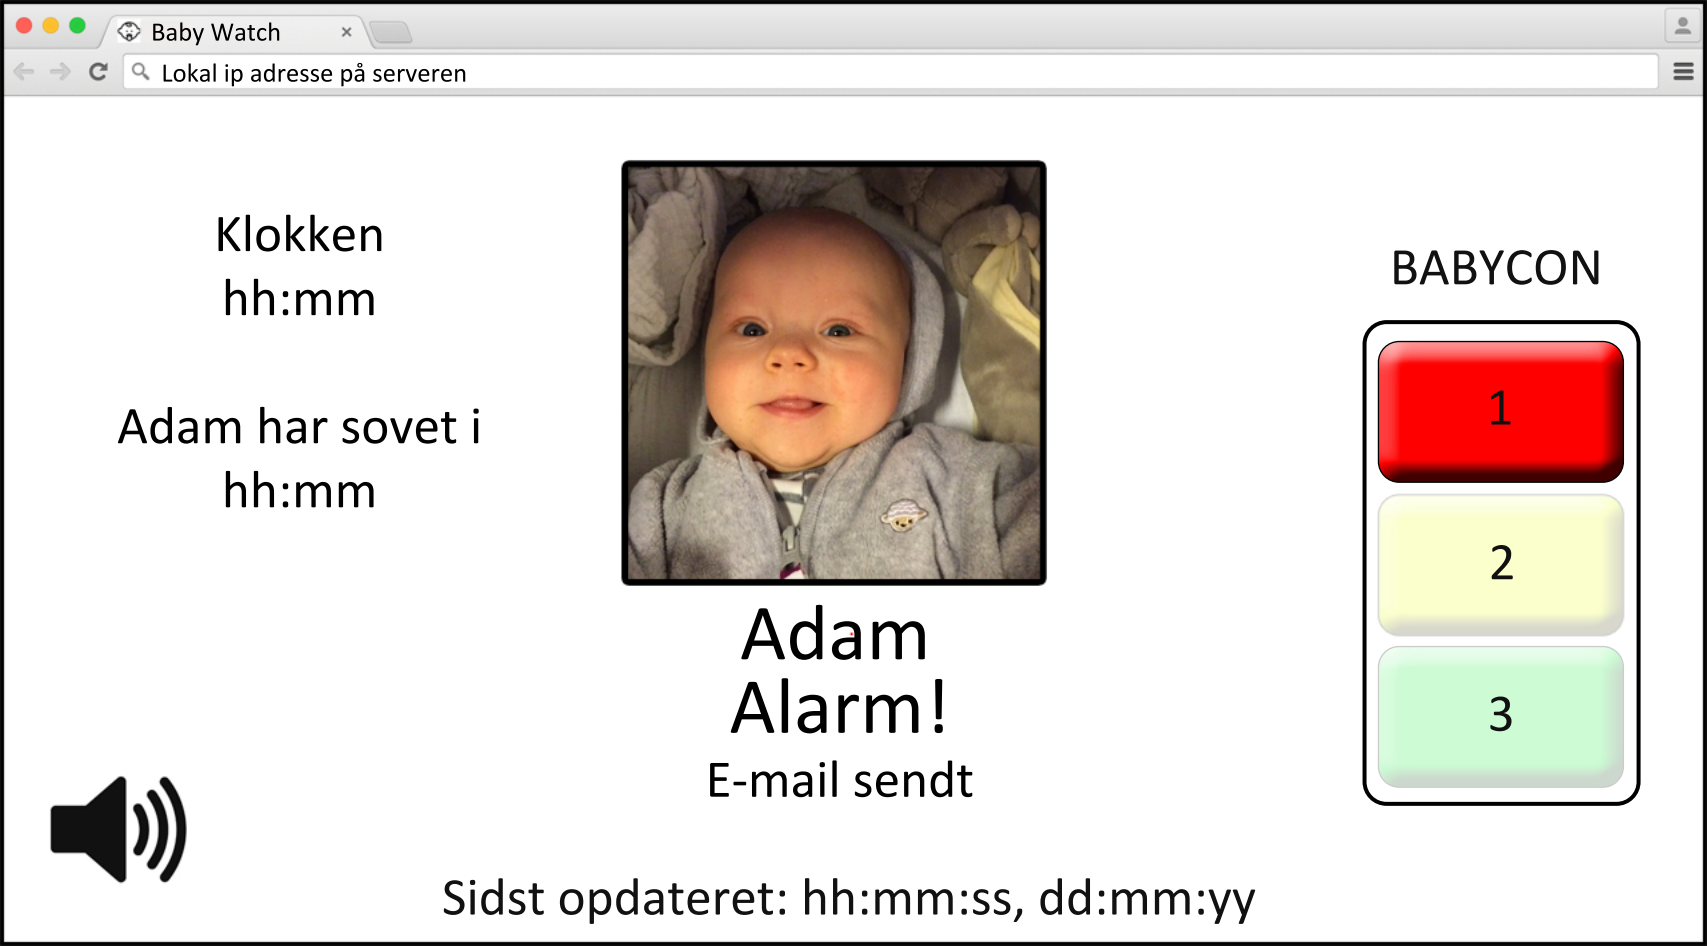 Baby Watch
Lokal ip adresse på serveren
Klokken
hh:mm
Adam har sovet i
hh:mm
Adam
Alarm!
E-mail sendt
BABYCON
1
2
3
Sidst opdateret: hh:mm:ss, dd:mm:yy